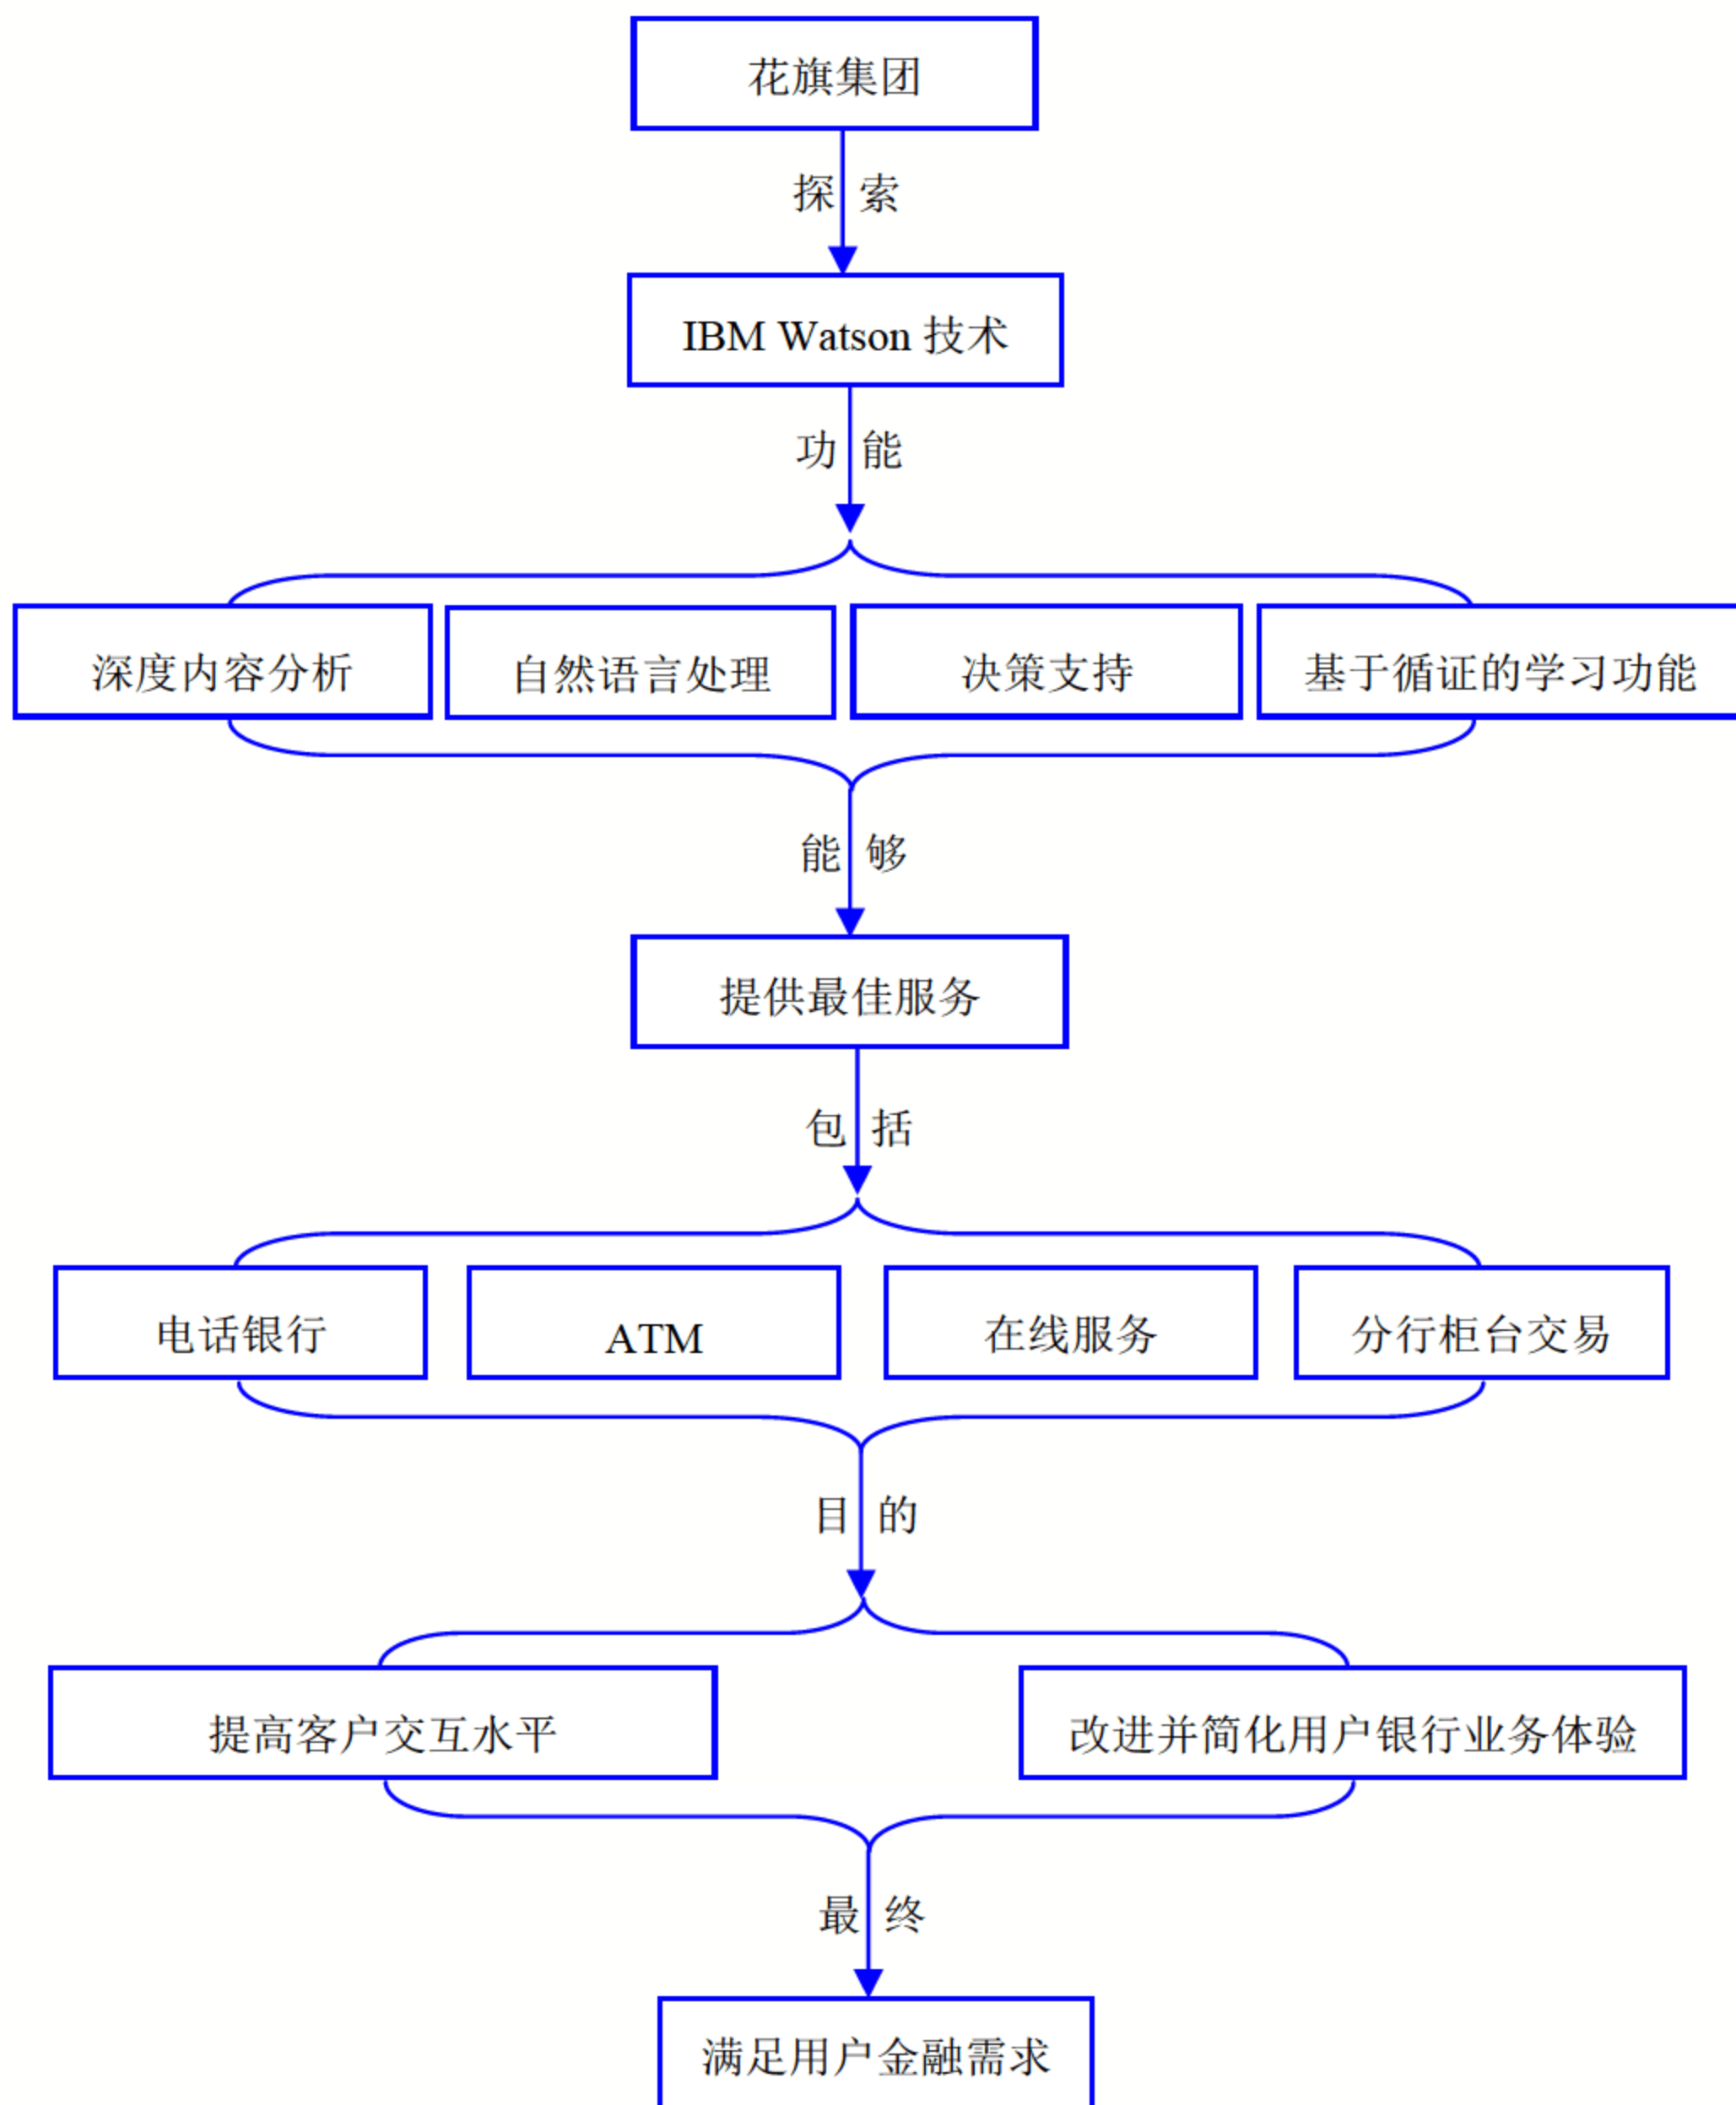 花旗集团
探索
IBM Watson 技术
功能
深度内容分析
自然语言处理
决策支持
基于循证的学习功能
能够
提供最佳服务
包括
电话银行
ATM
在线服务
分行柜台交易
目的
提高客户交互水平
改进并简化用户银行业务体验
最终
满足用户金融需求